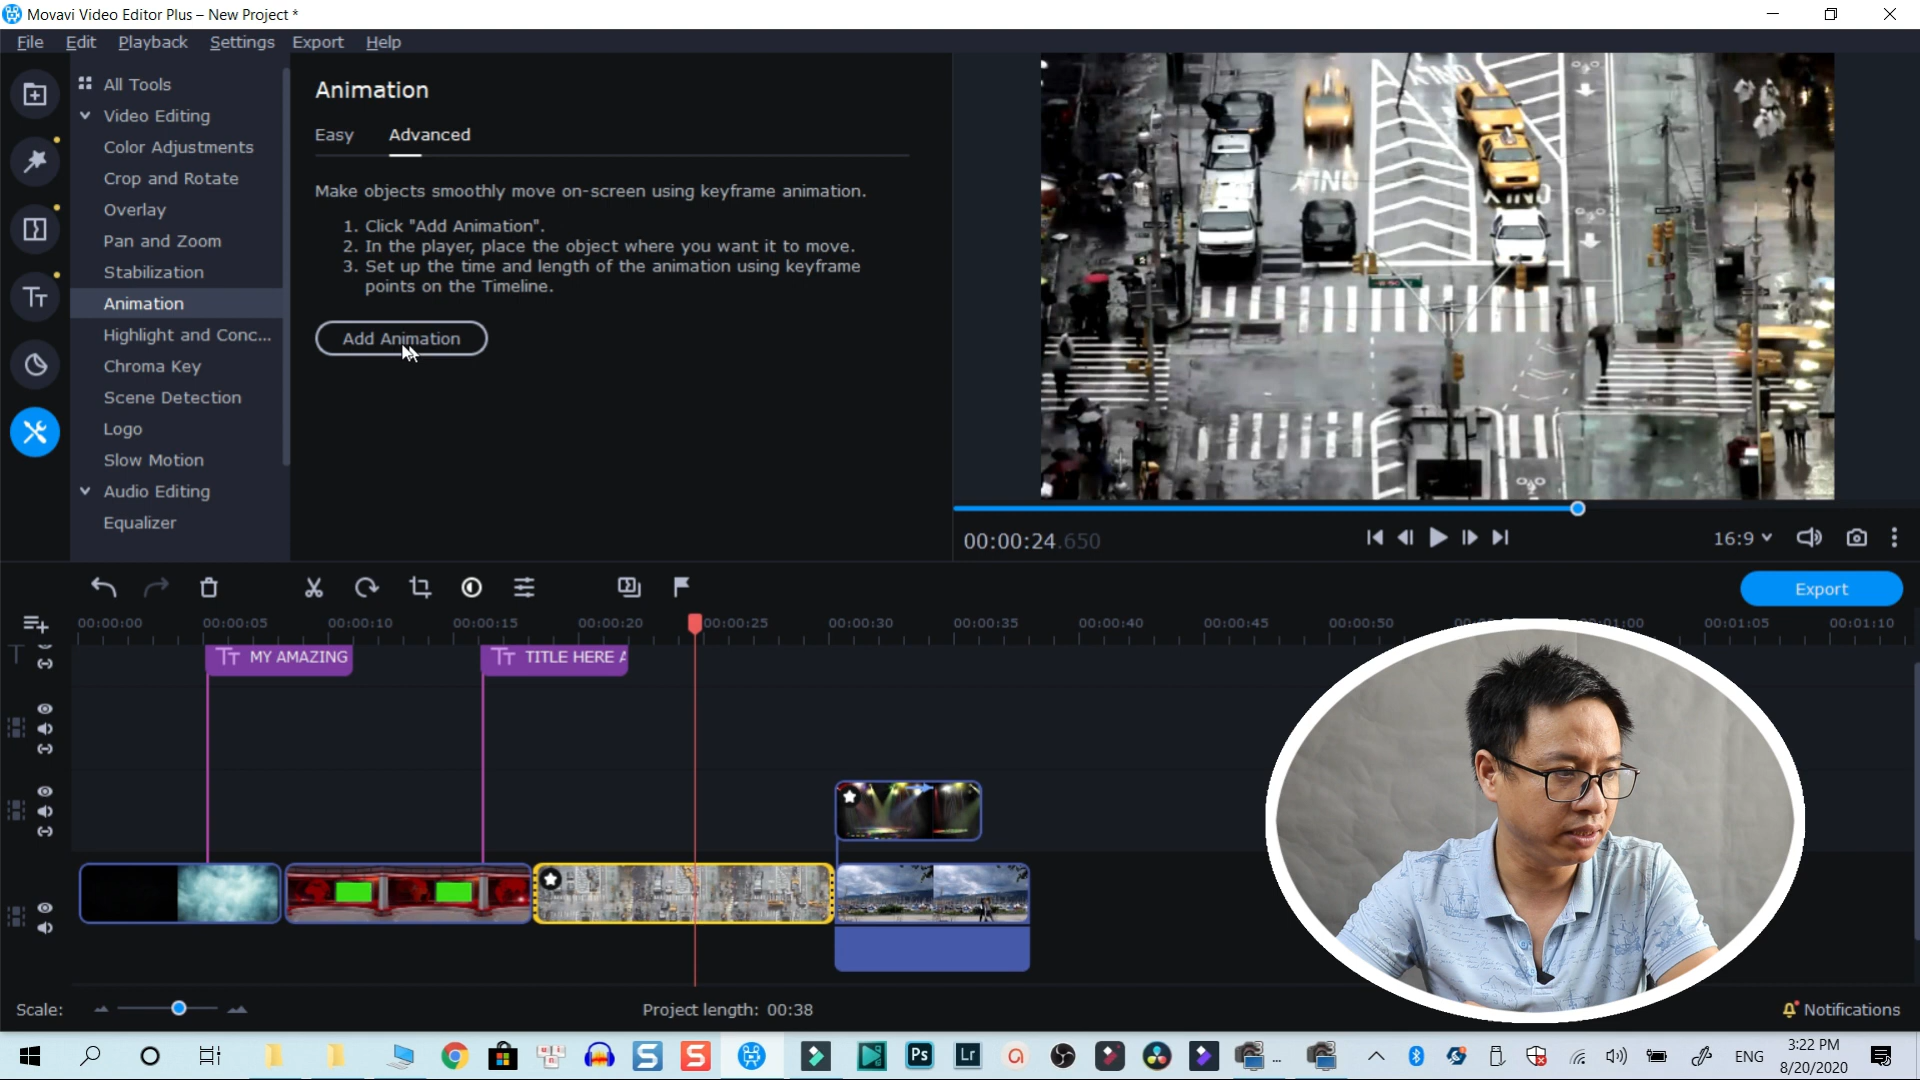 Movavi Video Editor Plus – New Project *
File Edit Playback Settings Export Help
All Tools
Video Editing
Color Adjustments
Crop and Rotate
Overlay
Pan and Zoom
Stabilization
Animation
Highlight and Conc...
Chroma Key
Scene Detection
Logo
Slow Motion
Audio Editing
Equalizer
Animation
Easy Advanced
Make objects smoothly move on-screen using keyframe animation.
1. Click "Add Animation".
2. In the player, place the object where you want it to move.
3. Set up the time and length of the animation using keyframe
points on the Timeline.
Add Animation
ONLY
ONLY
ONLY
00:00:24.650
16:9
Export
00:00:00 00:00:05 00:00:10 00:00:15 00:00:20 00:00:25 00:00:30 00:00:35 00:00:40 00:00:45 00:00:50 01:00 00:01:05 00:01:10
MY AMAZING
TITLE HERE A
Scale:
Project length: 00:38
Notifications
S S Ps Lr
ENG
3:22 PM
8/20/2020